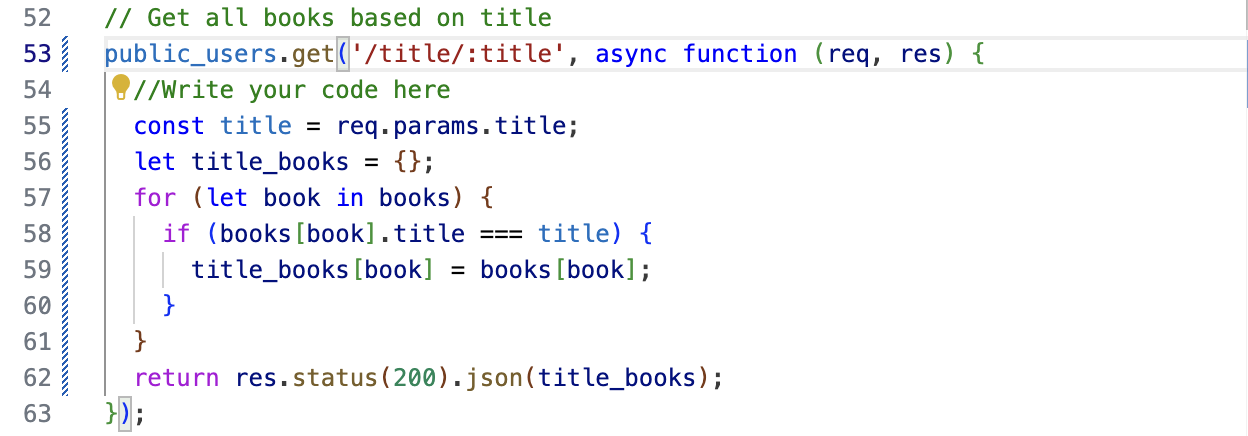 52 // Get all books based on title
53 public_users.get('/title/:title', async function (req, res) {
54 //Write your code here
55 const title = req.params.title;
56 let title_books = {};
57 for (let book in books) {
58 if (books[book].title === title) {
59 title_books[book] = books[book];
60 }
61 }
62 return res.status(200).json(title_books);
63 });